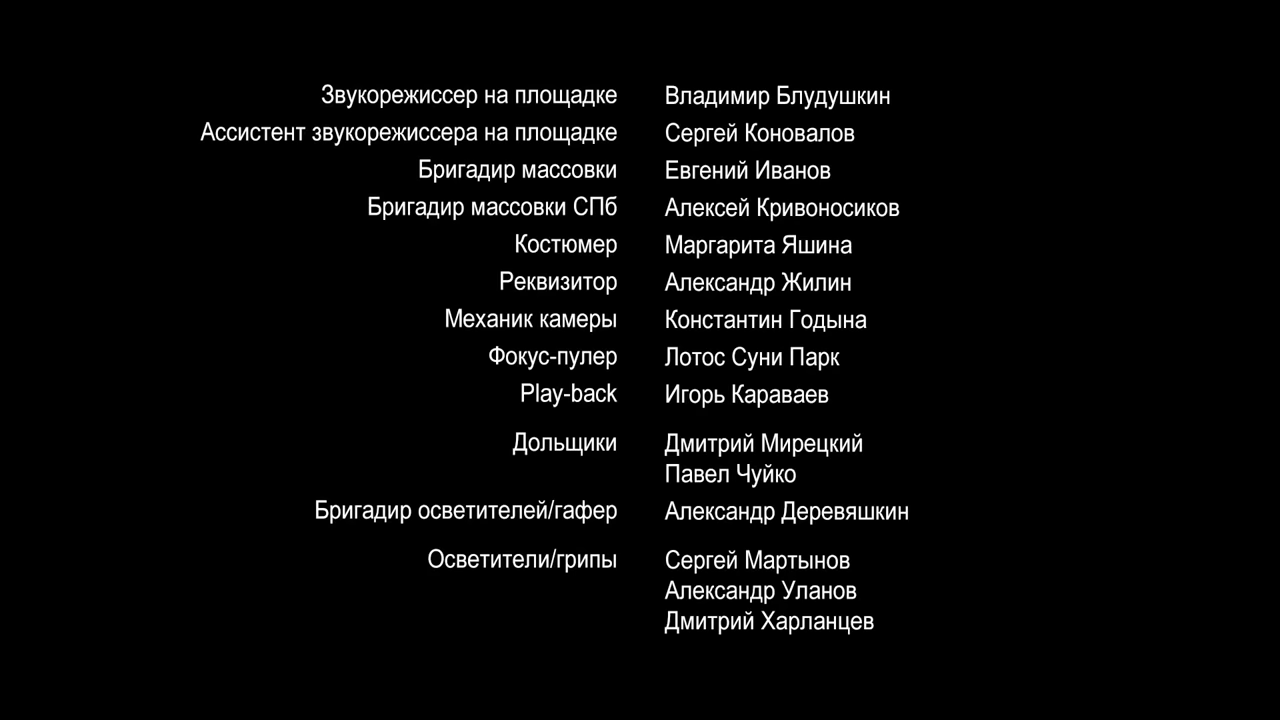 Звукорежиссер на площадке Владимир Блудушкин
Ассистент звукорежиссера на площадке Сергей Коновалов
Бригадир массовки Евгений Иванов
Бригадир массовки СПб Алексей Кривоносиков
Костюмер Маргарита Яшина
Реквизитор Александр Жилин
Механик камеры Константин Годына
Фокус-пулер Лотос Суни Парк
Play-back Игорь Караваев
Дольщики Дмитрий Мирецкий
Павел Чуйко
Бригадир осветителей/гафер Александр Деревяшкин
Осветители/грипы Сергей Мартынов
Александр Уланов
Дмитрий Харланцев